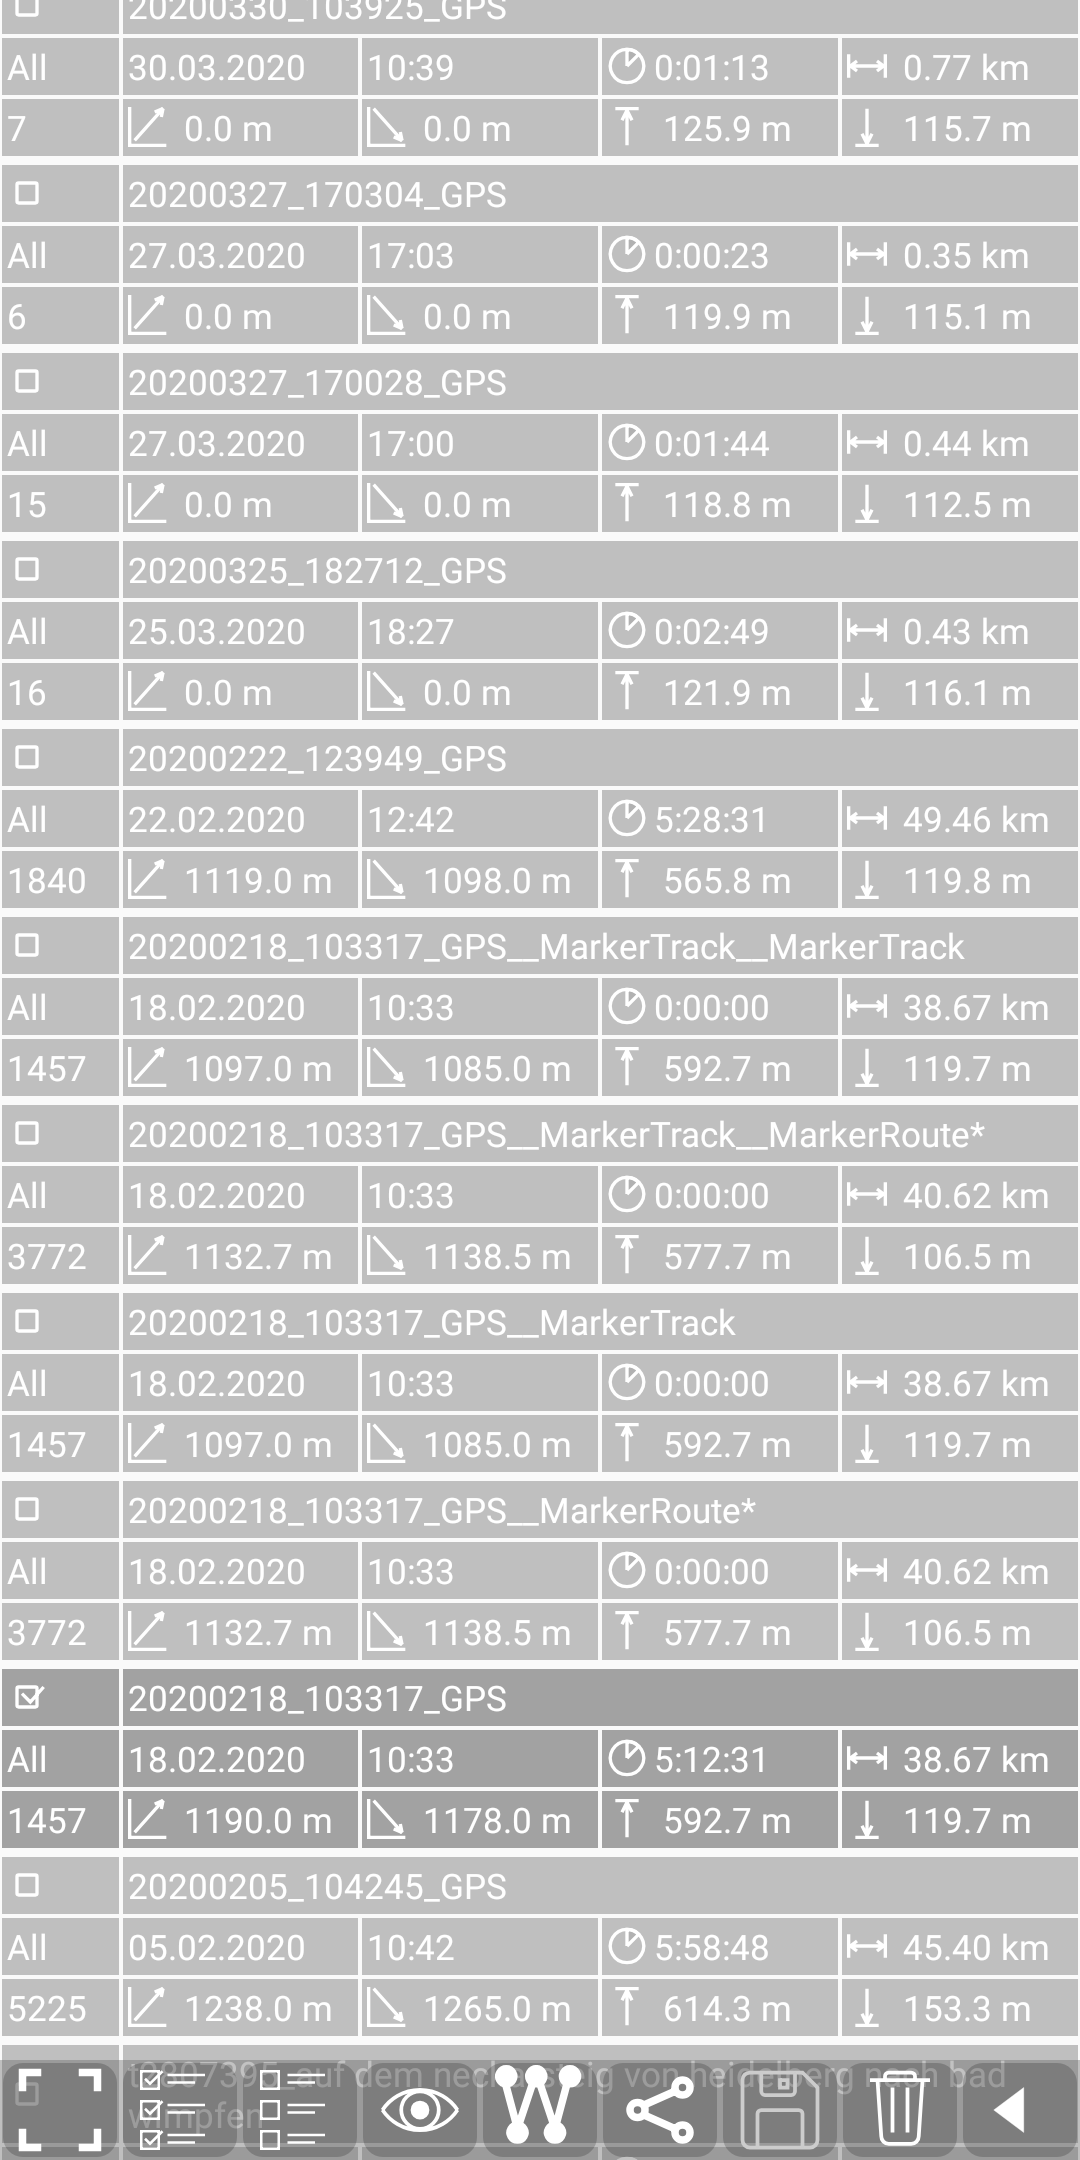 20200330_103925_GPS
All 30.03.2020 10:39 0:01:13 0.77 km
7 0.0 m 0.0 m 125.9 m 115.7 m
20200327_170304_GPS
All 27.03.2020 17:03 0:00:23 0.35 km
6 0.0 m 0.0 m 119.9 m 115.1 m
20200327_170028_GPS
All 27.03.2020 17:00 0:01:44 0.44 km
15 0.0 m 0.0 m 118.8 m 112.5 m
20200325_182712_GPS
All 25.03.2020 18:27 0:02:49 0.43 km
16 0.0 m 0.0 m 121.9 m 116.1 m
20200222_123949_GPS
All 22.02.2020 12:42 5:28:31 49.46 km
1840 1119.0 m 1098.0 m 565.8 m 119.8 m
20200218_103317_GPS__MarkerTrack__MarkerTrack
All 18.02.2020 10:33 0:00:00 38.67 km
1457 1097.0 m 1085.0 m 592.7 m 119.7 m
20200218_103317_GPS__MarkerTrack__MarkerRoute*
All 18.02.2020 10:33 0:00:00 40.62 km
3772 1132.7 m 1138.5 m 577.7 m 106.5 m
20200218_103317_GPS__MarkerTrack
All 18.02.2020 10:33 0:00:00 38.67 km
1457 1097.0 m 1085.0 m 592.7 m 119.7 m
20200218_103317_GPS__MarkerRoute*
All 18.02.2020 10:33 0:00:00 40.62 km
3772 1132.7 m 1138.5 m 577.7 m 106.5 m
20200218_103317_GPS
All 18.02.2020 10:33 5:12:31 38.67 km
1457 1190.0 m 1178.0 m 592.7 m 119.7 m
20200205_104245_GPS
All 05.02.2020 10:42 5:58:48 45.40 km
5225 1238.0 m 1265.0 m 614.3 m 153.3 m
auf dem neckarsteig von heidelberg nach bad
wimpfen